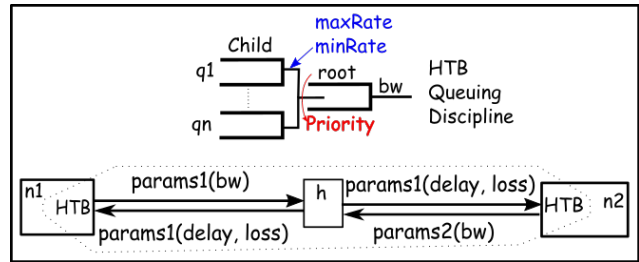 maxRate
minRate
Child
q1
root
bw
HTB
Queuing
Discipline
qn
Priority
n1
HTB
params1(bw)
params1(delay, loss)
h
params1(delay, loss)
params2(bw)
HTB
n2